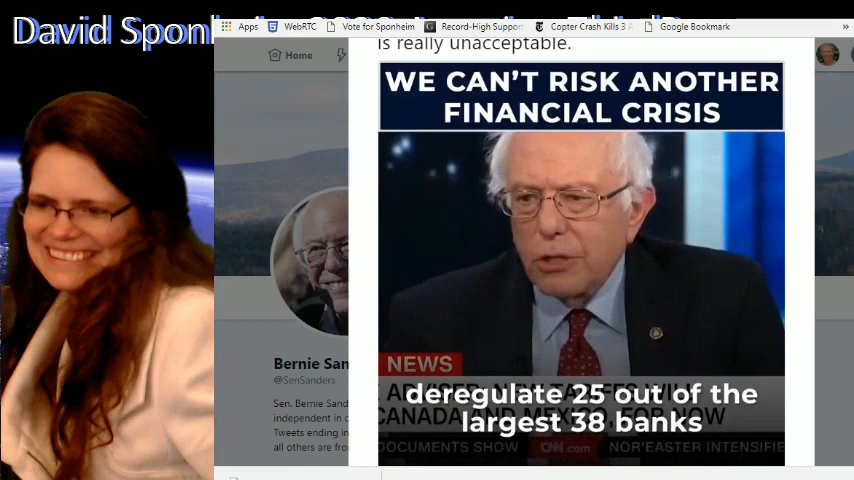 David Spon
Apps WebRTC Vote for Sponheim Record-High Support Copter Crash Kills 3 A Google Bookmark
is really unacceptable.
Home
WE CAN'T RISK ANOTHER
FINANCIAL CRISIS
NEWS
deregulate 25 out of the
largest 38 banks
CANADA AND MEXICO, FOR NOW
DOCUMENTS SHOW CNN.com NOR'EASTER INTENSIFIE
Bernie San
@SenSanders
Sen. Bernie Sand
independent in
Tweets ending in
all others are fro